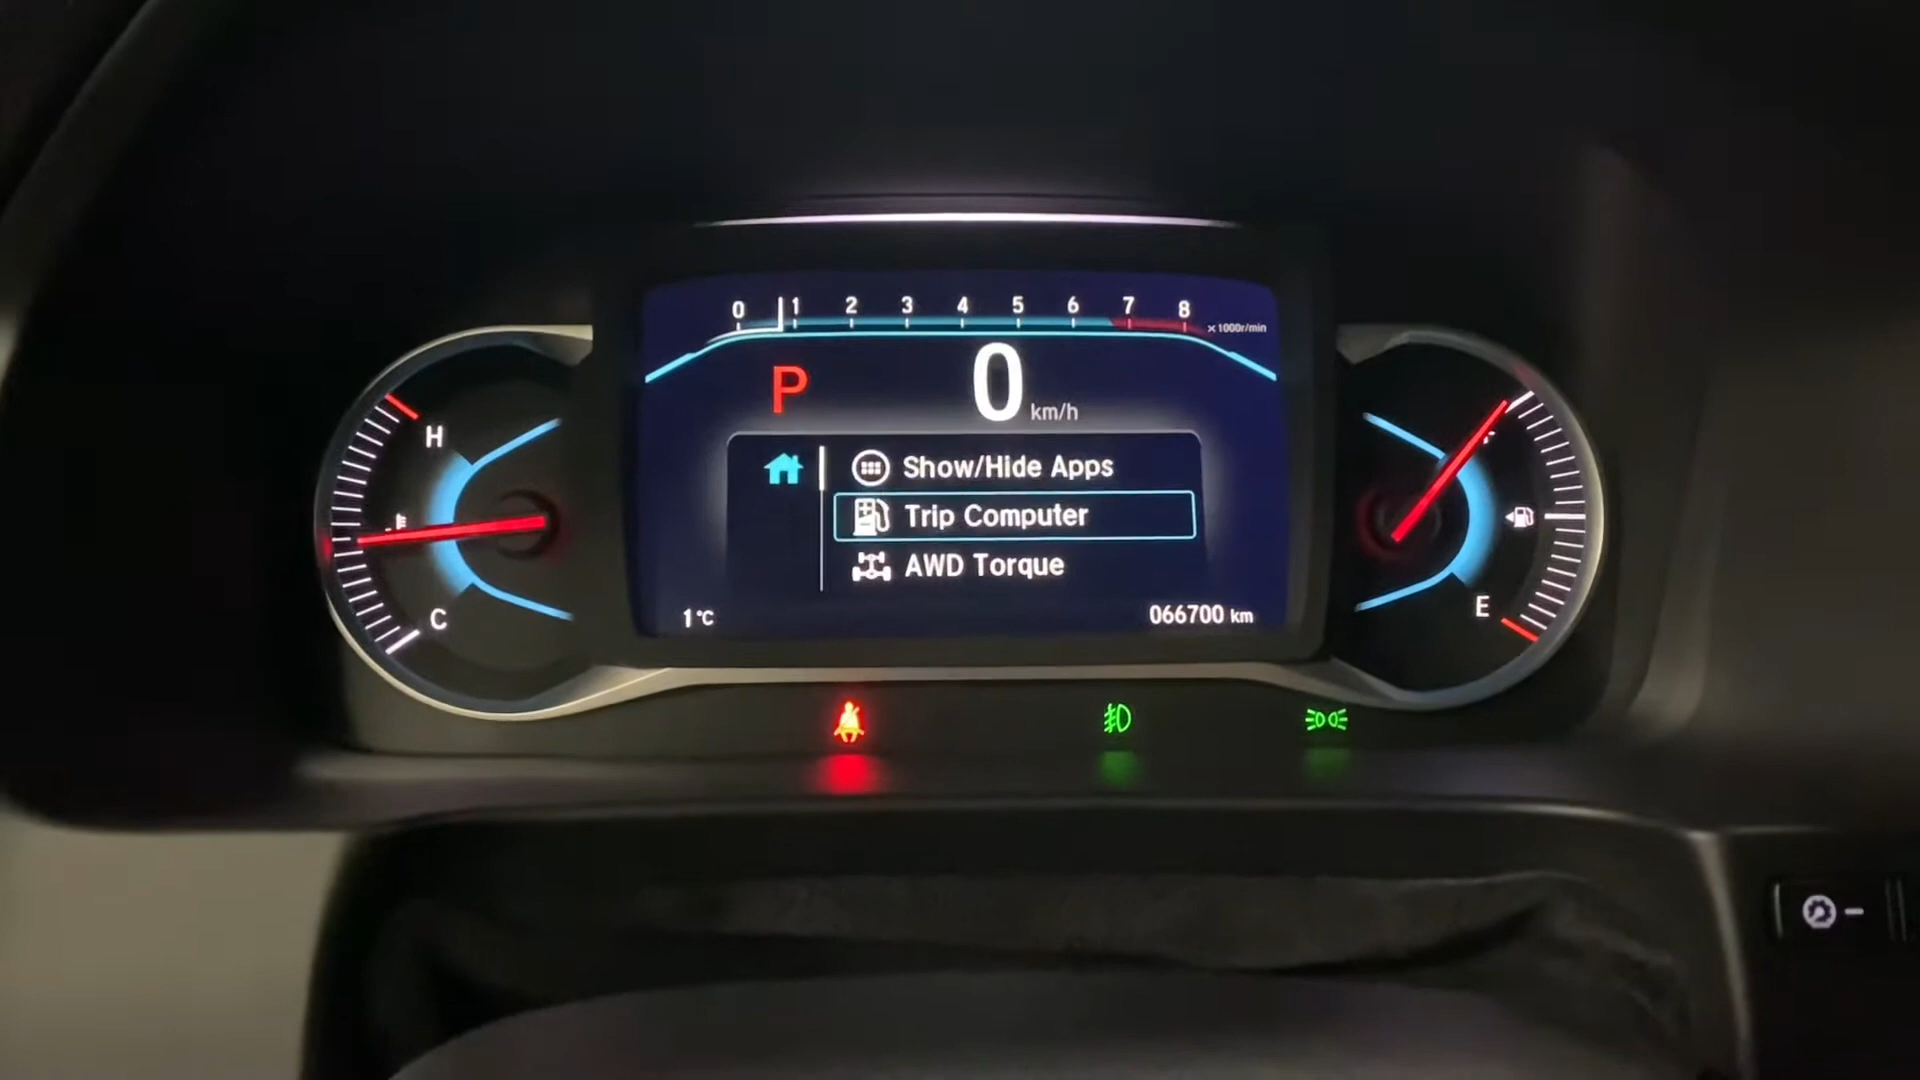 0 1 2 3 4 5 6 7 8
x1000r/min
P 0 km/h
H
Show/Hide Apps
Trip Computer
AWD Torque
C
E
1°C
066700 km